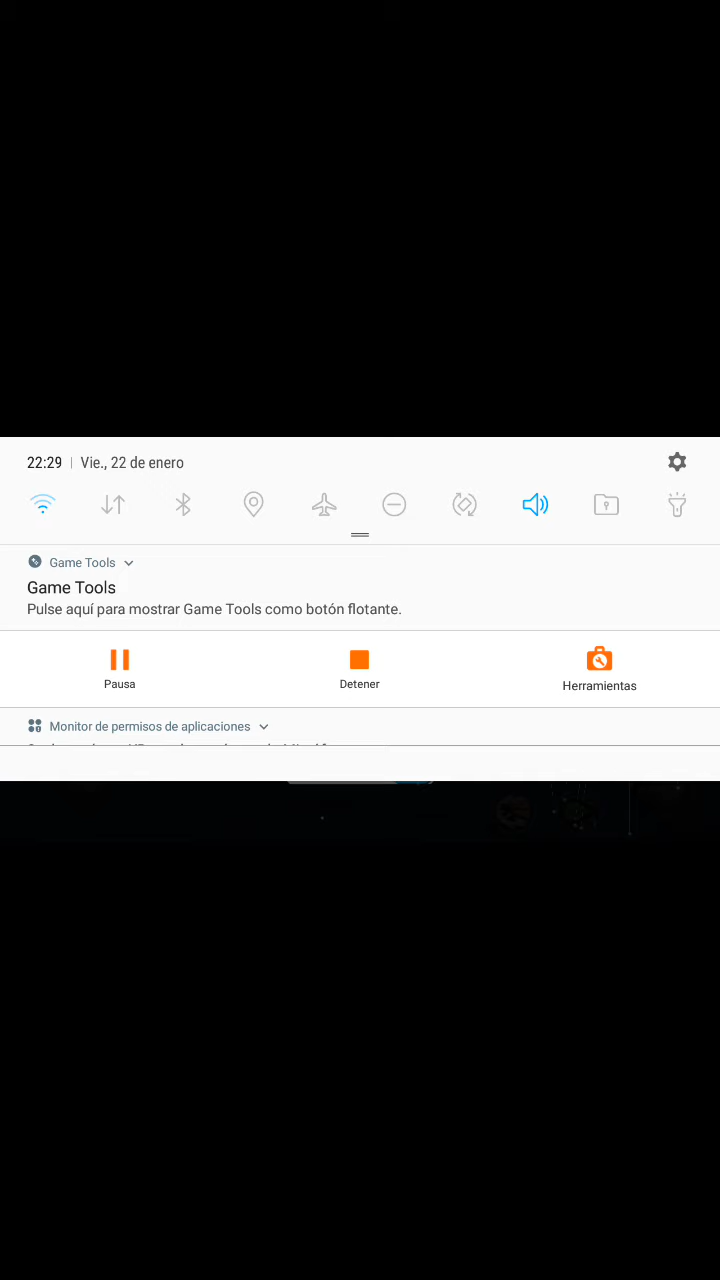 22:29 | Vie., 22 de enero
Game Tools
Game Tools
Pulse aquí para mostrar Game Tools como botón flotante.
Pausa
Detener
Herramientas
Monitor de permisos de aplicaciones